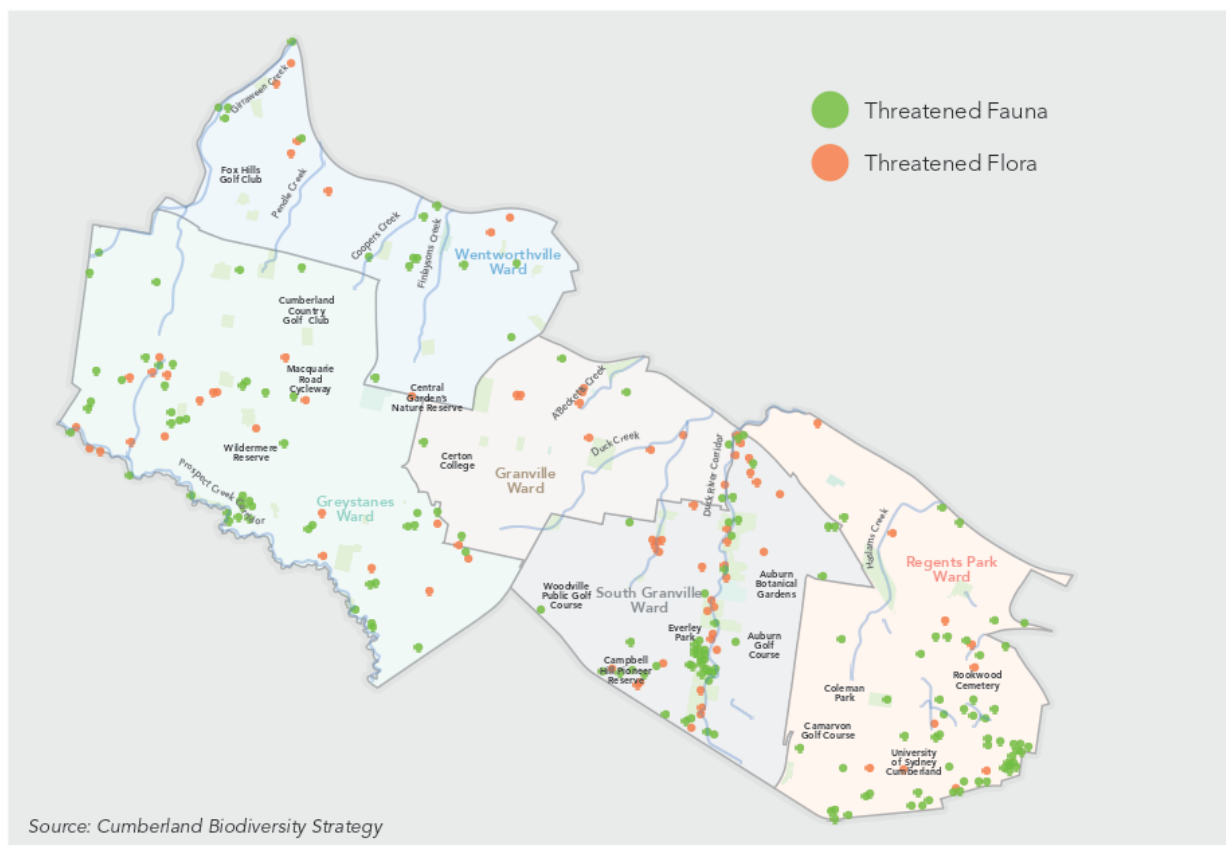 Threatened Fauna
Threatened Flora
Girraween Creek
Fox Hills
Golf Club
Pendle Creek
Coopers Creek
Finlaysons Creek
Wentworthville
Ward
Cumberland
Country
Golf Club
Macquarie
Road
Cycleway
Central
Garden's
Nature Reserve
A'Becketts Creek
Wildermere
Reserve
Certon
College
Duck Creek
Duck River Corridor
Granville
Ward
Prospect Creek Corridor
Greystanes
Ward
Haslams Creek
Regents Park
Ward
Woodville
Public Golf
Course
South Granville
Ward
Auburn
Botanical
Gardens
Everley
Park
Auburn
Golf
Course
Campbell
Hill Pioneer
Reserve
Rookwood
Cemetery
Coleman
Park
Camarvon
Golf Course
University
of Sydney
Cumberland
Source: Cumberland Biodiversity Strategy